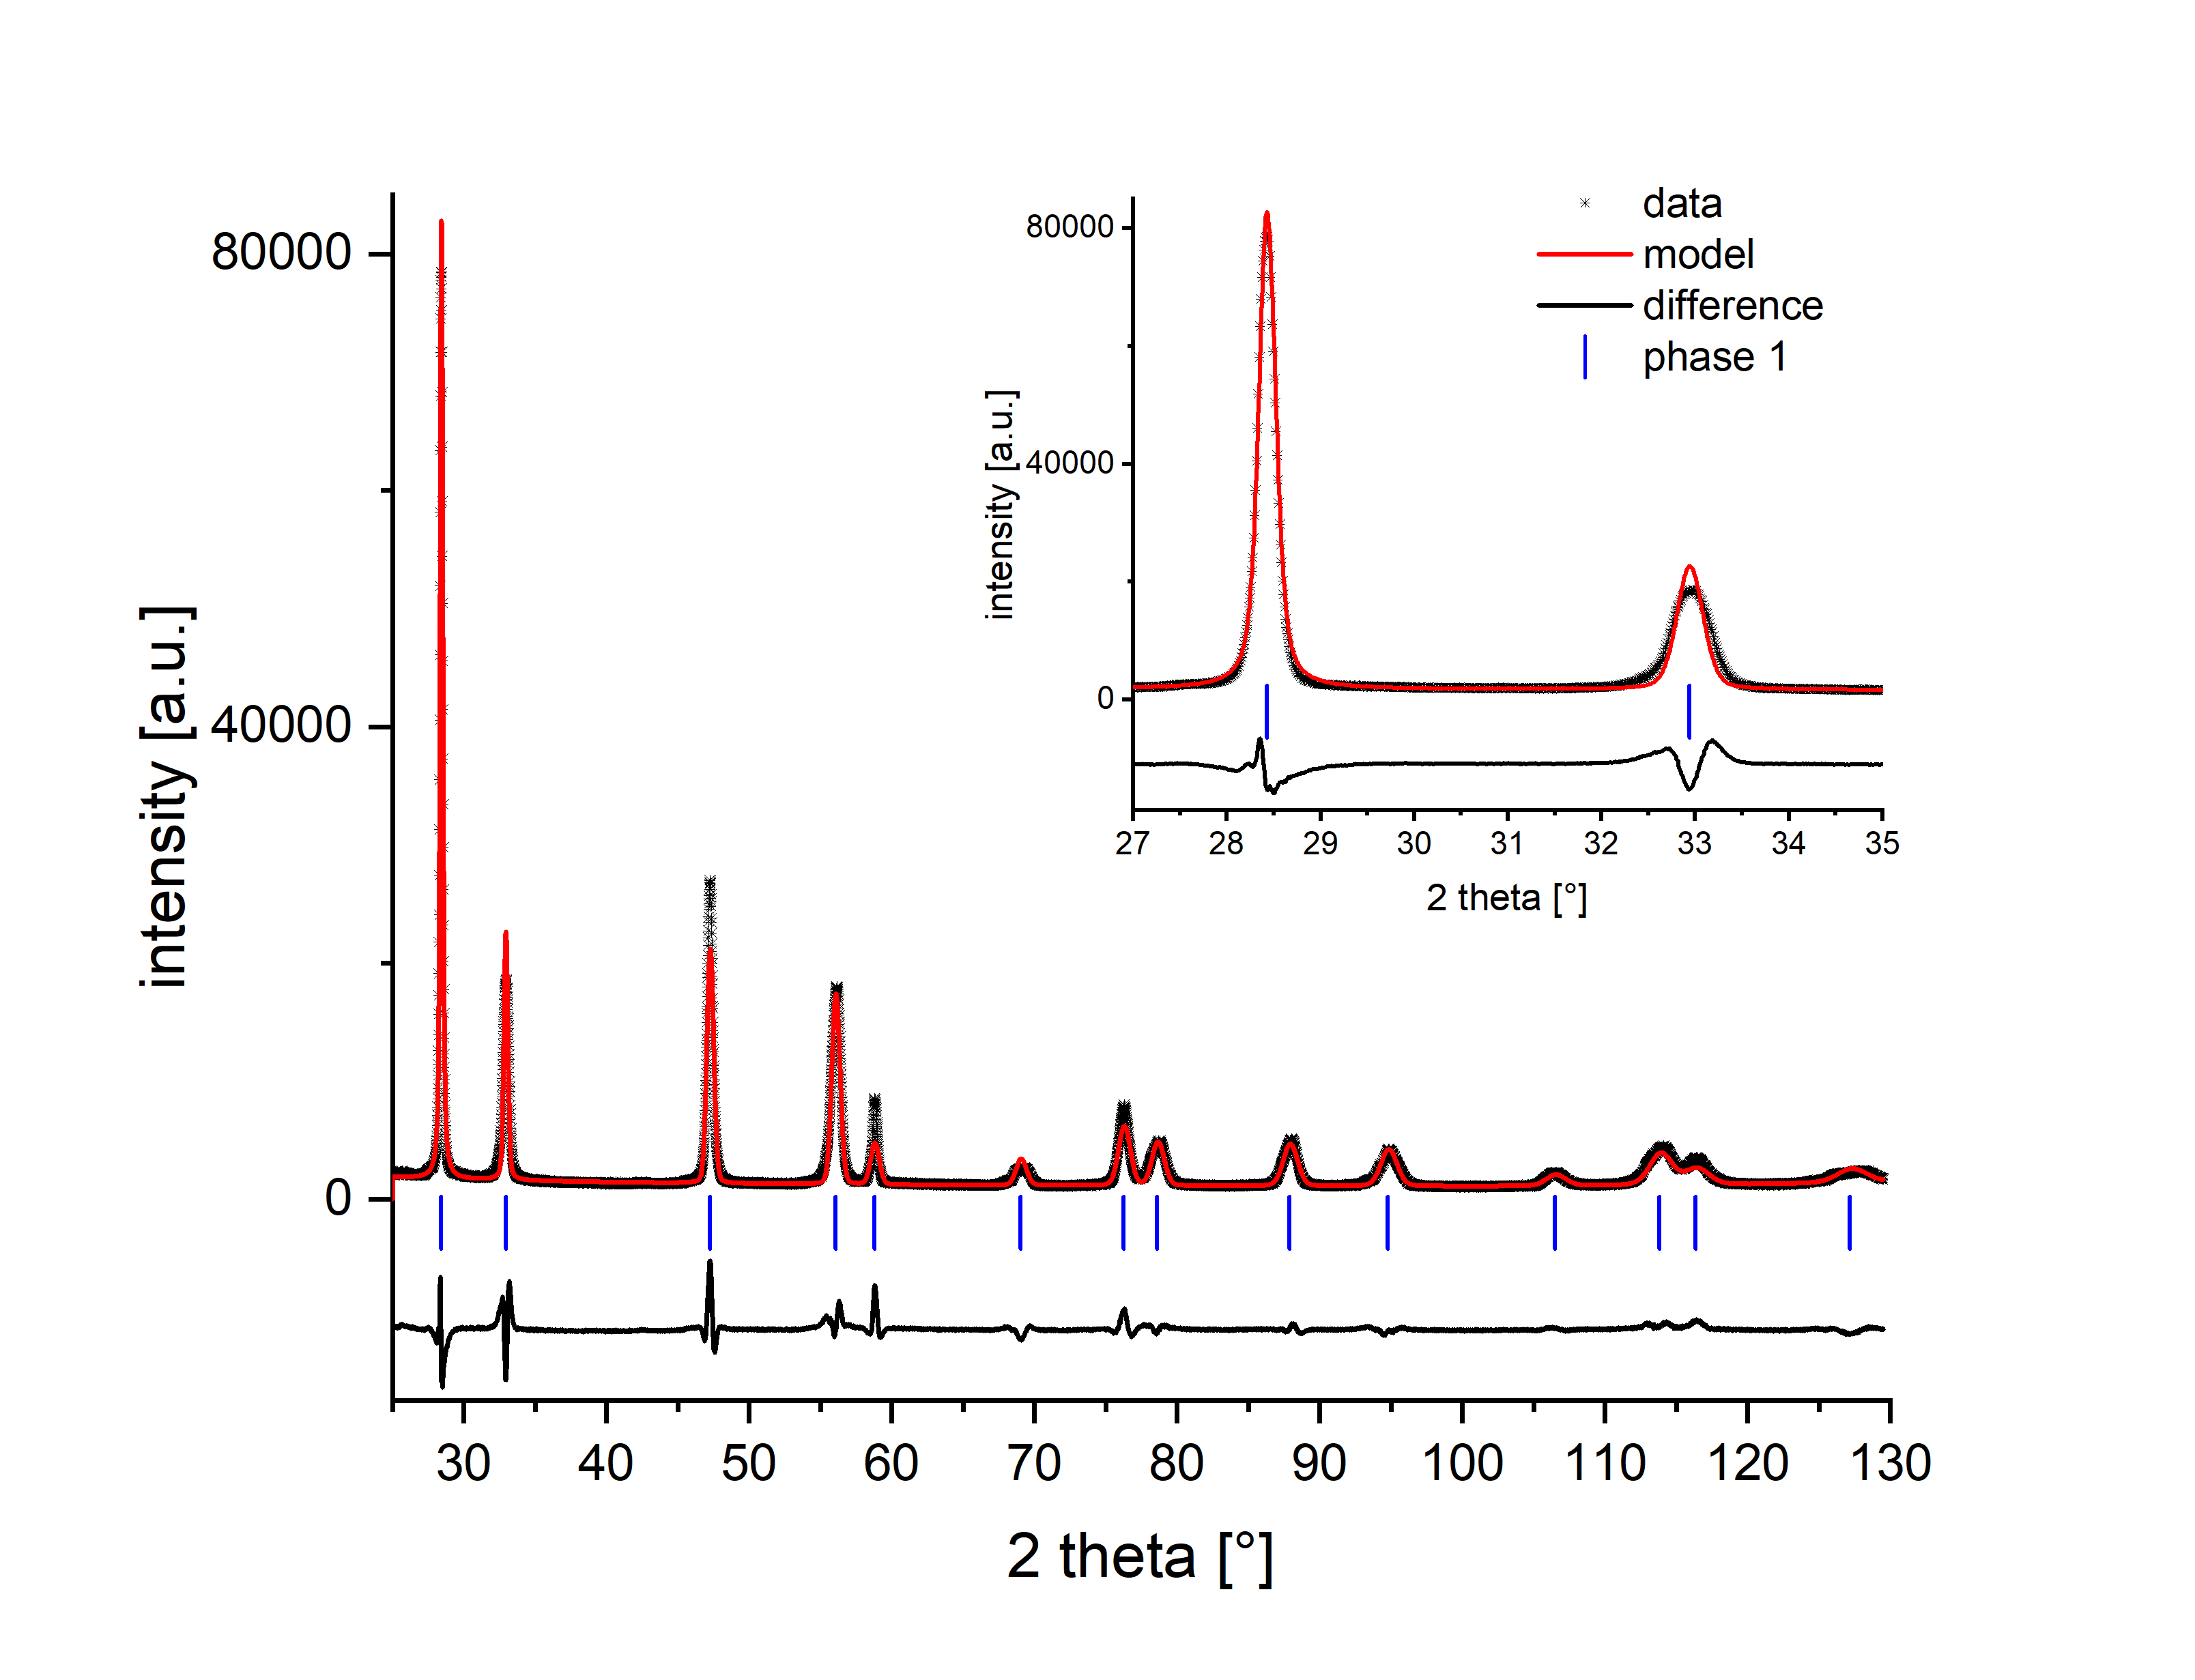 80000
40000
0
intensity [a.u.]
30 40 50 60 70 80 90 100 110 120 130
2 theta [°]
80000
40000
0
intensity [a.u.]
27 28 29 30 31 32 33 34 35
2 theta [°]
data
model
difference
phase 1